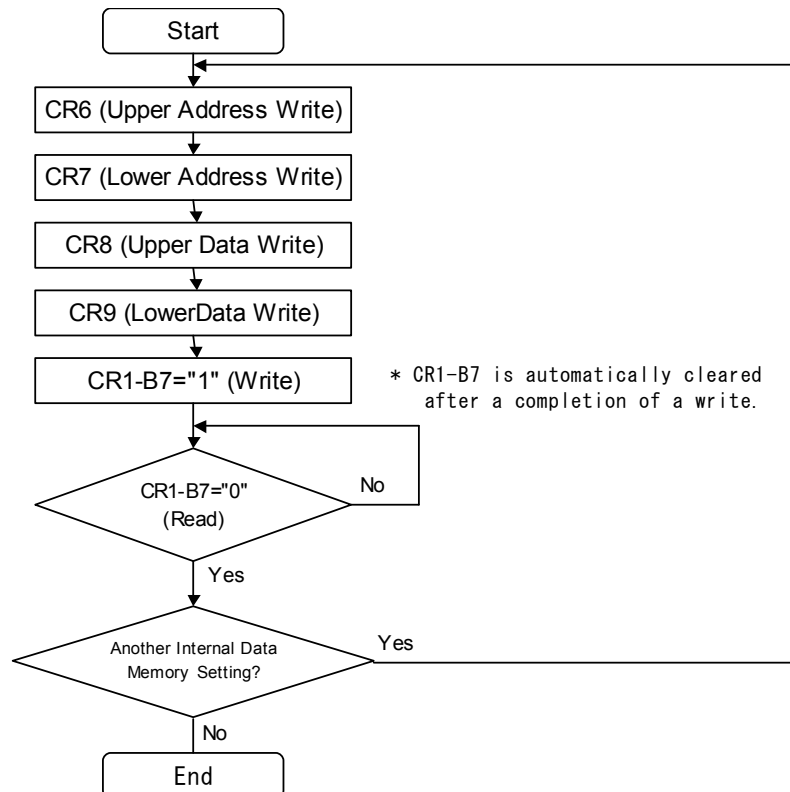 Start
CR6 (Upper Address Write)
CR7 (Lower Address Write)
CR8 (Upper Data Write)
CR9 (LowerData Write)
CR1-B7="1" (Write)
* CR1-B7 is automatically cleared
after a completion of a write.
CR1-B7="0"
(Read)
No
Yes
Another Internal Data
Memory Setting?
Yes
No
End